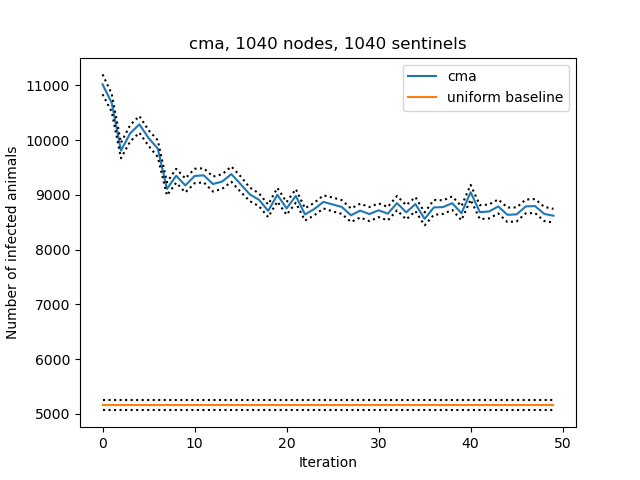 cma, 1040 nodes, 1040 sentinels
cma
uniform baseline
Number of infected animals
11000
10000
9000
8000
7000
6000
5000
0 10 20 30 40 50
Iteration